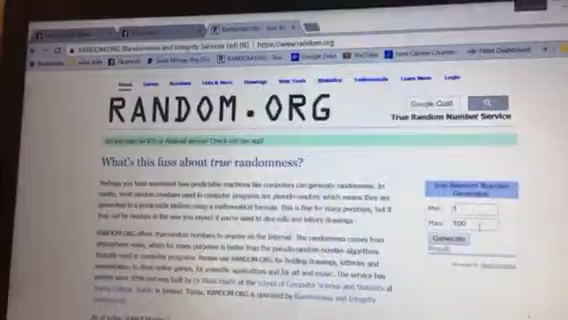 RANDOM.ORG (Randomness and Integrity Services Ltd) [IE] | https://www.random.org
Facebook
RANDOM.ORG
Google Docs
YouTube
Fitbit Dashboard
Home Games Numbers Lists & More Drawings Web Tools Statistics Testimonials Learn More Login
RANDOM.ORG
Google Cust
True Random Number Service
What's this fuss about true randomness?
Perhaps you have wondered how predictable machines like computers can generate randomness. In
reality, most random numbers used in computer programs are pseudo-random, which means they are
generated in a predictable fashion using a mathematical formula. This is fine for many purposes, but it
may not be random in the way you expect if you're used to dice rolls and lottery drawings.
RANDOM.ORG offers true random numbers to anyone on the Internet. The randomness comes from
atmospheric noise, which for many purposes is better than the pseudo-random number algorithms
typically used in computer programs. People use RANDOM.ORG for holding drawings, lotteries and
sweepstakes, to drive online games, for scientific applications and for art and music. The service has
existed since 1998 and was built by Dr Mads Haahr of the School of Computer Science and Statistics at
Trinity College, Dublin in Ireland. Today, RANDOM.ORG is operated by Randomness and Integrity
True Random Number
Generator
Min: 1
Max: 100
Generate
Result: